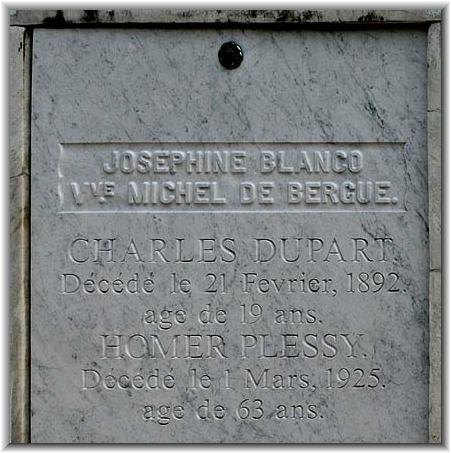 JOSEPHINE BLANCO
VVE MICHEL DE BERGUE.
CHARLES DUPART.
Décédé le 21 Fevrier, 1892.
age de 19 ans.
HOMER PLESSY.
Décédé le 1 Mars, 1925.
age de 63 ans.